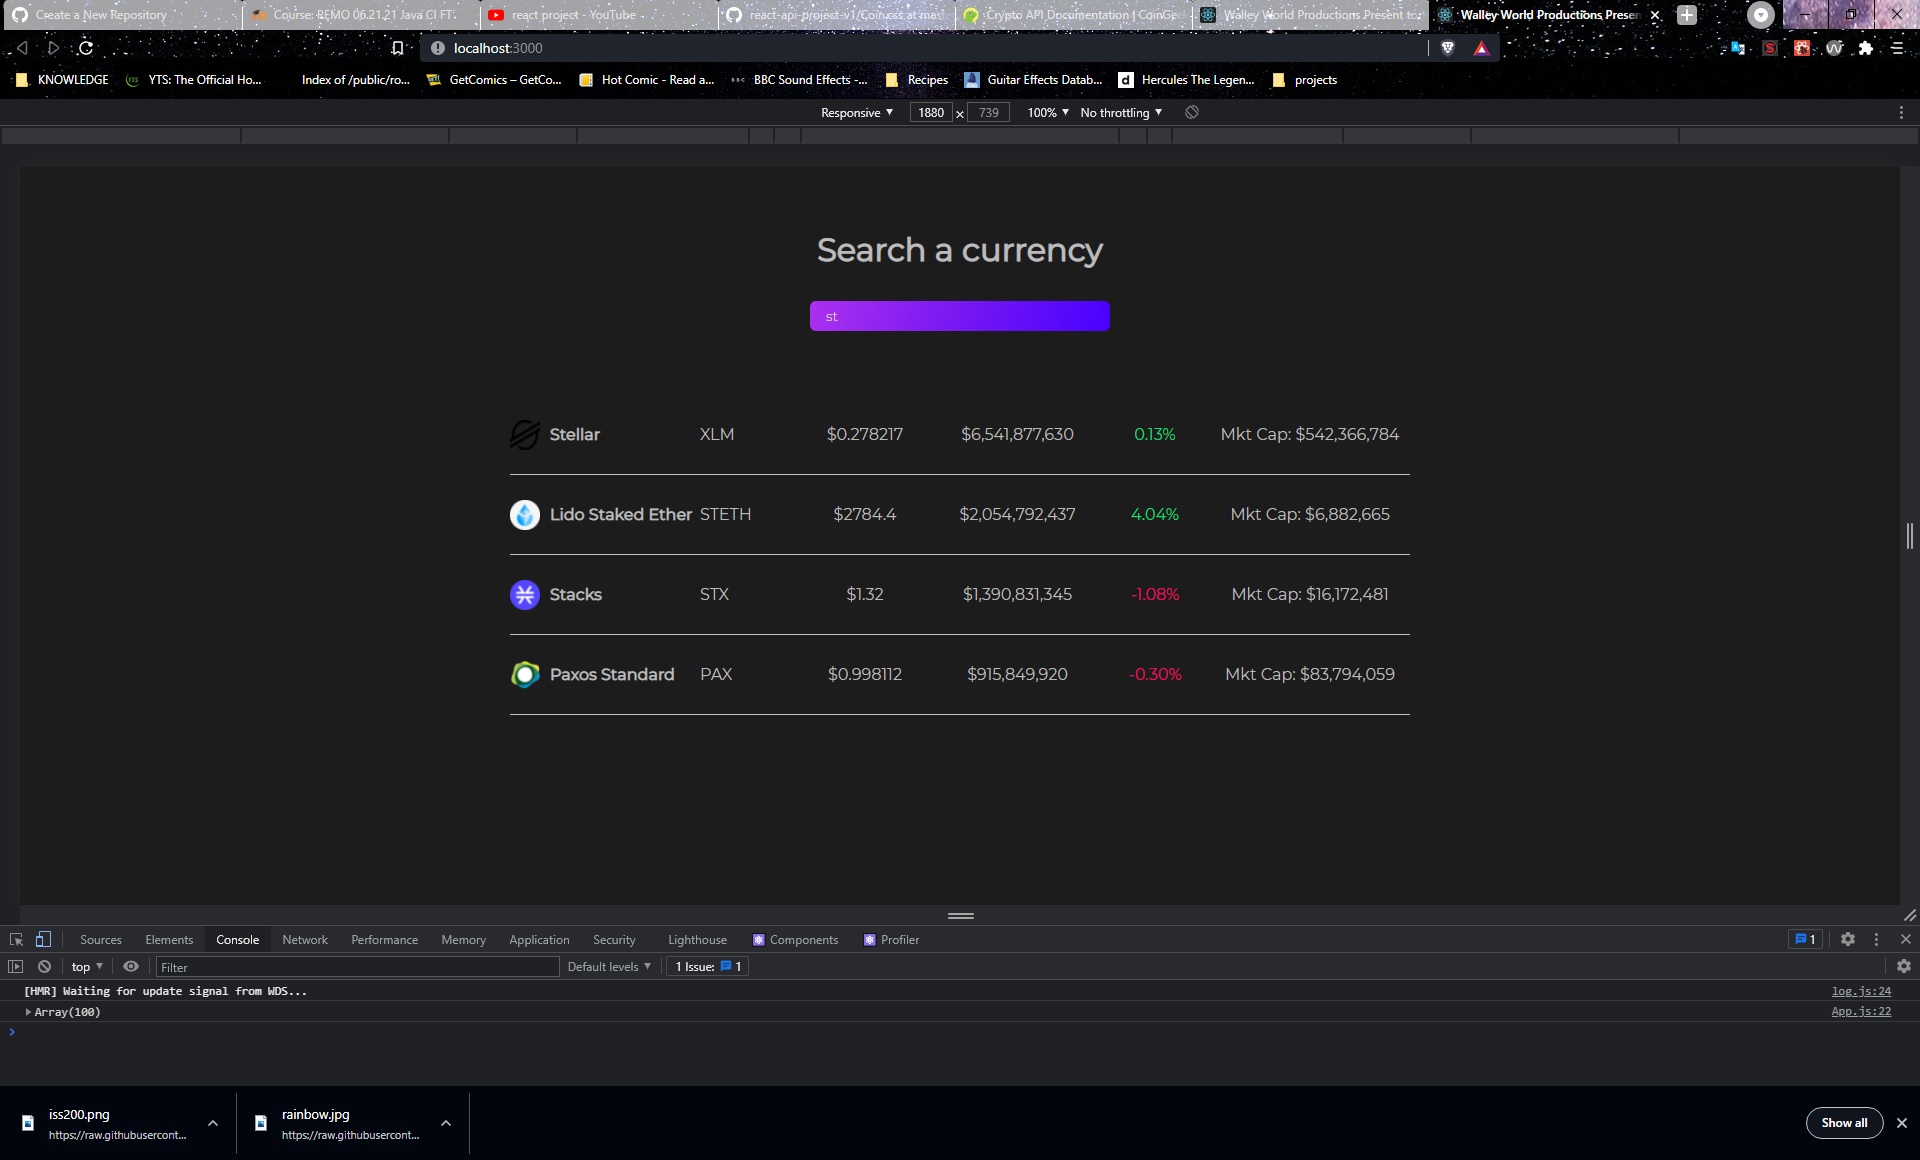 Create a New Repository
Course: REMO 06.21.21 Java CI FT
react project - YouTube
react-api-project-v1/Coin.css at mas
Crypto API Documentation | CoinGe
Walley World Productions Present to
Walley World Productions Presen
localhost:3000
KNOWLEDGE
YTS: The Official Ho...
Index of /public/ro...
GetComics – GetCo...
Hot Comic - Read a...
BBC Sound Effects -...
Recipes
Guitar Effects Datab...
Hercules The Legen...
projects
Responsive
1880 x 739
100%
No throttling
Search a currency
st
Stellar XLM $0.278217 $6,541,877,630 0.13% Mkt Cap: $542,366,784
Lido Staked Ether STETH $2784.4 $2,054,792,437 4.04% Mkt Cap: $6,882,665
Stacks STX $1.32 $1,390,831,345 -1.08% Mkt Cap: $16,172,481
Paxos Standard PAX $0.998112 $915,849,920 -0.30% Mkt Cap: $83,794,059
Sources Elements Console Network Performance Memory Application Security Lighthouse Components Profiler 1
top Filter Default levels 1 Issue: 1
[HMR] Waiting for update signal from WDS... log.js:24
Array(100) App.js:22
iss200.png
https://raw.githubusercont...
rainbow.jpg
https://raw.githubusercont...
Show all